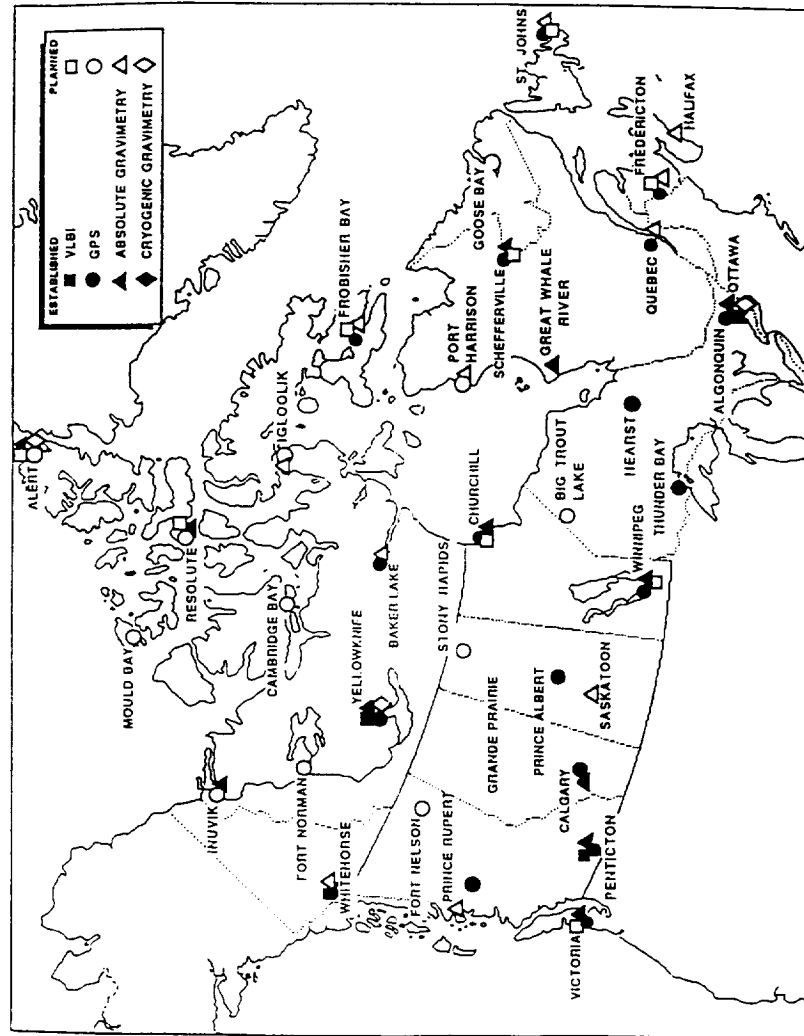 ESTABLISHED PLANNED
VLBI
GPS
ABSOLUTE GRAVIMETRY
CRYOGENIC GRAVIMETRY
ALERT
MOULD BAY
RESOLUTE
IGLOOLIK
CAMBRIDGE BAY
INUVIK
FORT NORMAN
FROBISHER BAY
YELLOWKNIFE
BAKER LAKE
WHITEHORSE
FORT NELSON
PRINCE RUPERT
STONY RAPIDS
CHURCHILL
PORT
HARRISON
SCHEFFERVILLE
GOOSE BAY
ST JOHNS
GREAT WHALE
RIVER
GRANDE PRAIRIE
PRINCE ALBERT
BIG TROUT
LAKE
CALGARY
SASKATOON
WINNIPEG
HEARST
THUNDER BAY
QUEBEC
FREDERICTON
HALIFAX
VICTORIA
PENTICTON
ALGONQUIN
OTTAWA